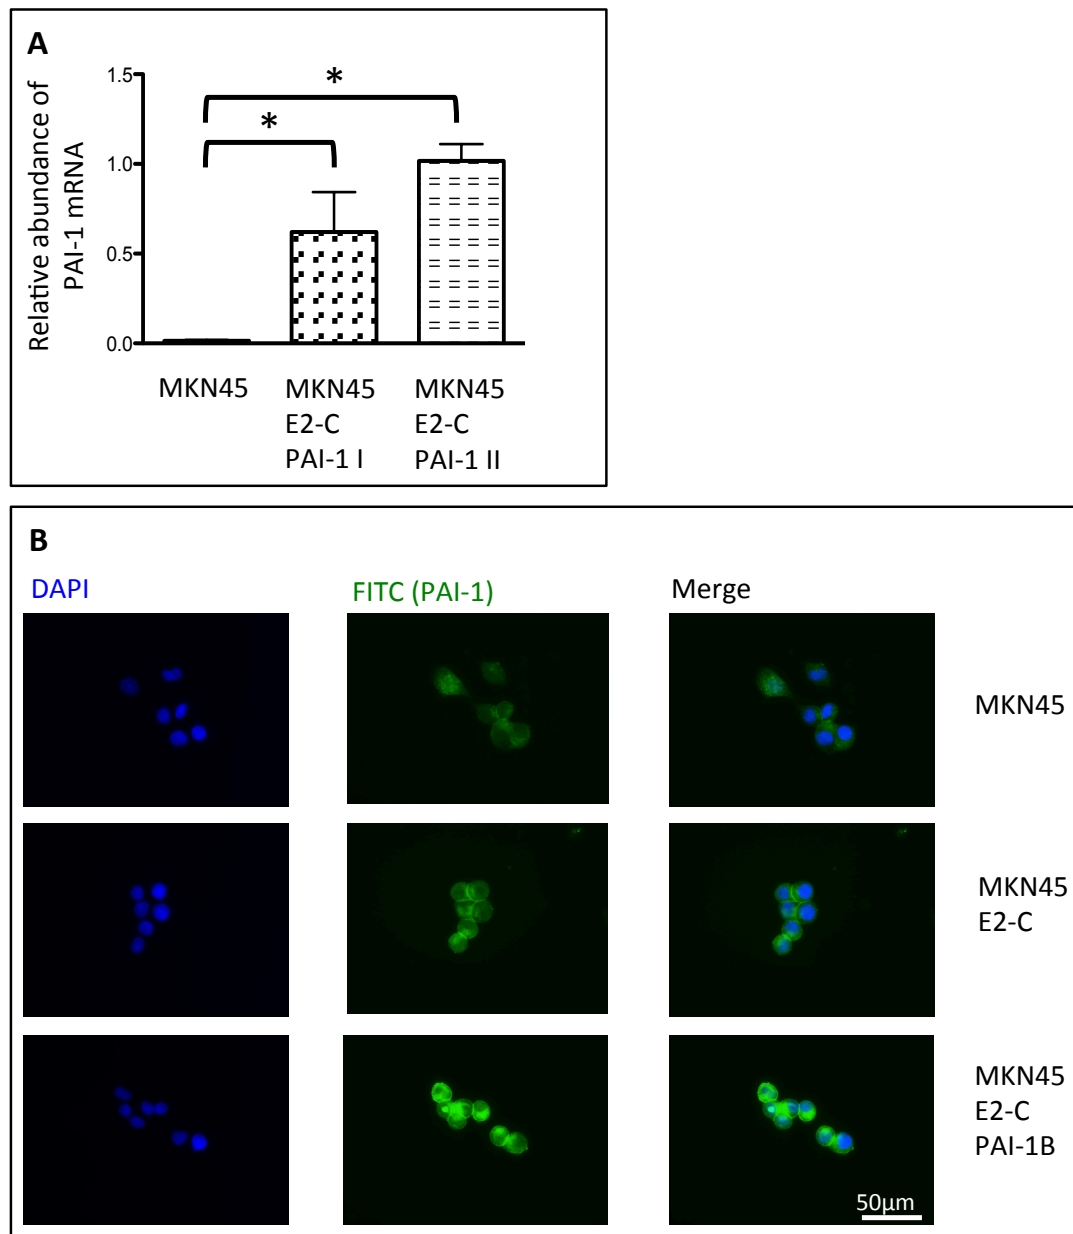 A
Relative abundance of
PAI-1 mRNA
1.5
1.0
0.5
0.0
*
*
MKN45
MKN45
E2-C
PAI-1 I
MKN45
E2-C
PAI-1 II
B
DAPI
FITC (PAI-1)
Merge
MKN45
MKN45
E2-C
MKN45
E2-C
PAI-1B
50µm